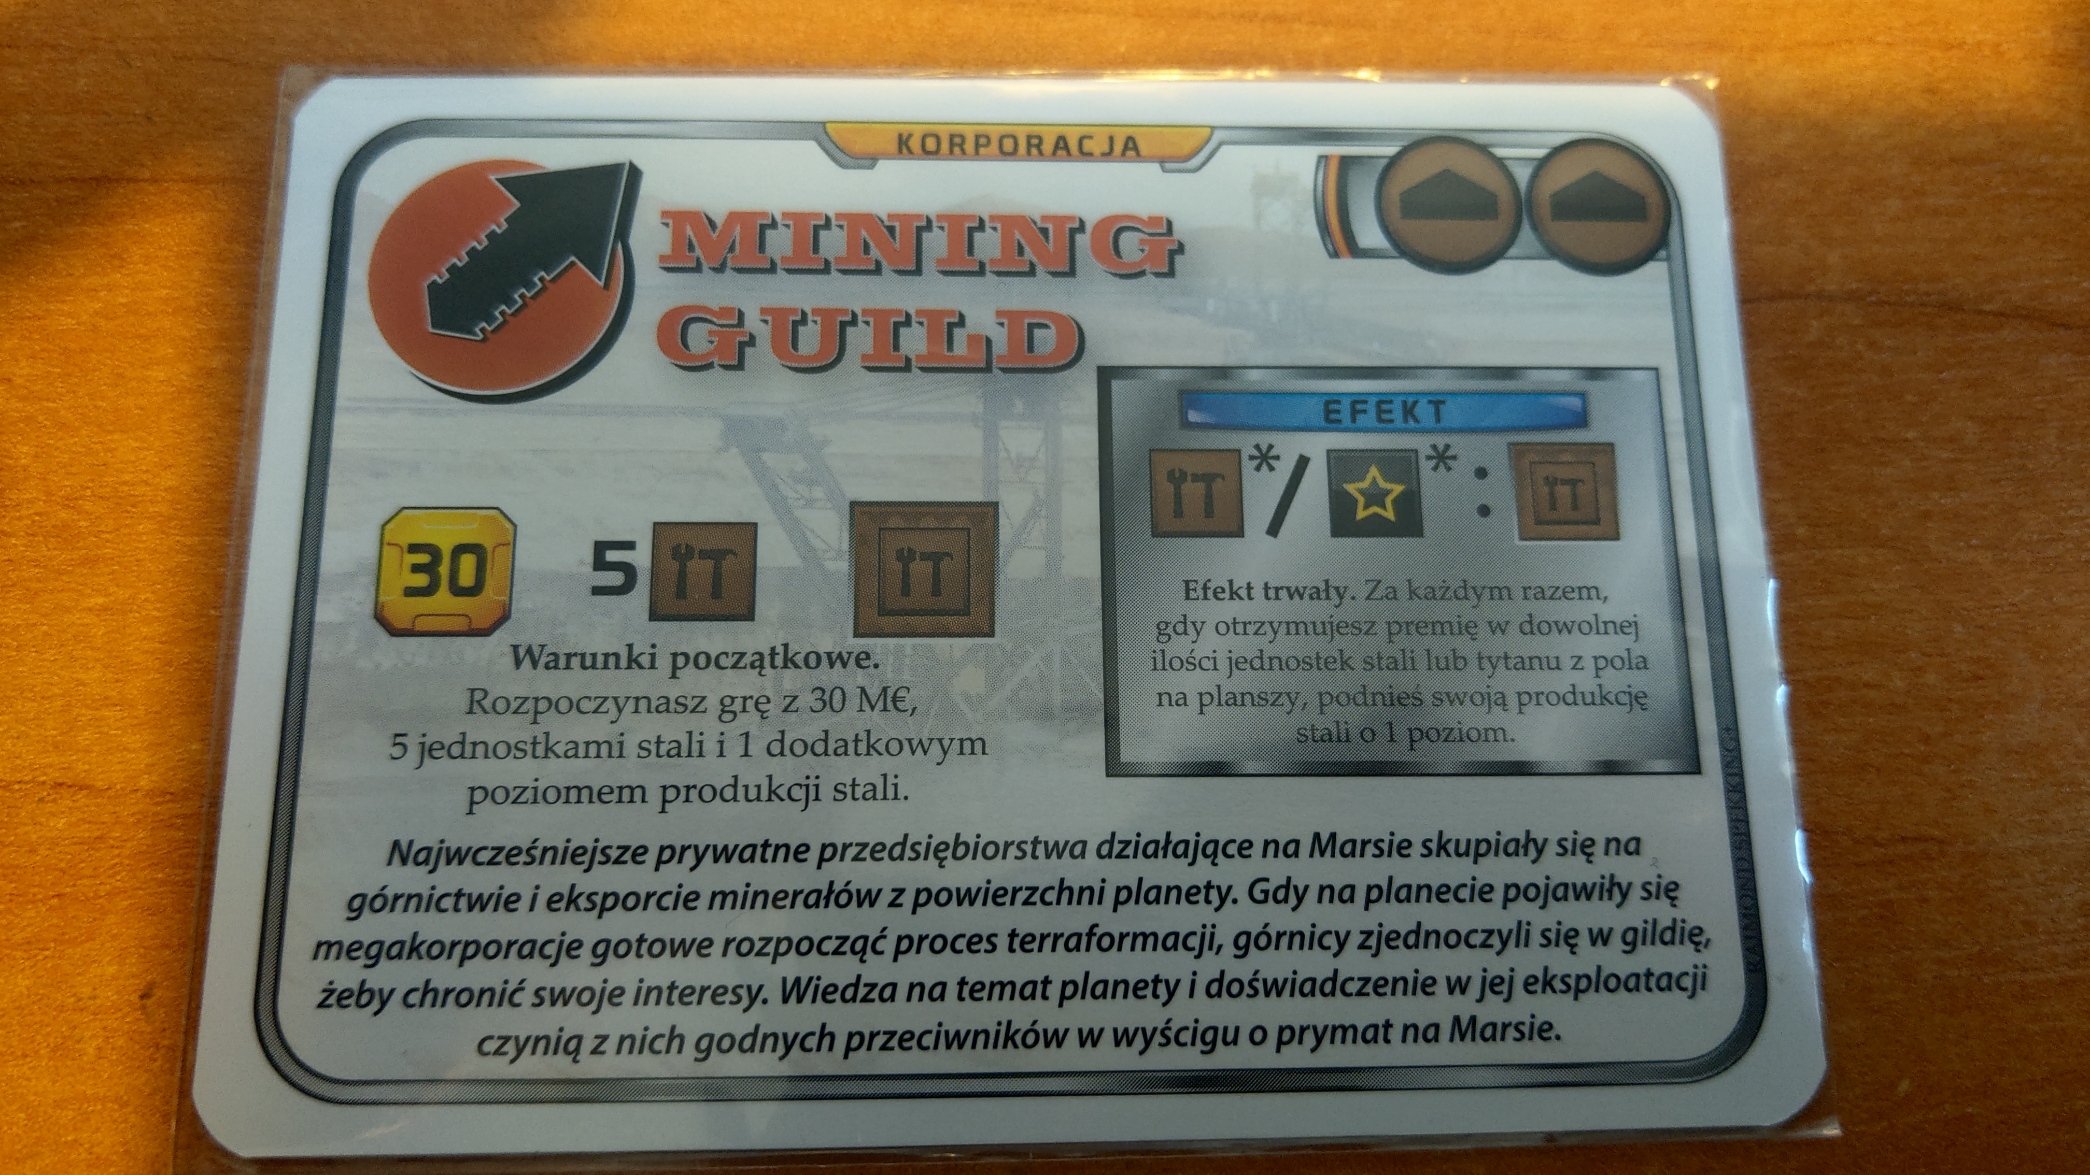 KORPORACJA
MINING
GUILD
EFEKT
* / * :
30
5
Warunki początkowe.
Rozpoczynasz grę z 30 M€,
5 jednostkami stali i 1 dodatkowym
poziomem produkcji stali.
Efekt trwały. Za każdym razem,
gdy otrzymujesz premię w dowolnej
ilości jednostek stali lub tytanu z pola
na planszy, podnieś swoją produkcję
stali o 1 poziom.
Najwcześniejsze prywatne przedsiębiorstwa działające na Marsie skupiały się na
górnictwie i eksporcie minerałów z powierzchni planety. Gdy na planecie pojawiły się
megakorporacje gotowe rozpocząć proces terraformacji, górnicy zjednoczyli się w gildię,
żeby chronić swoje interesy. Wiedza na temat planety i doświadczenie w jej eksploatacji
czynią z nich godnych przeciwników w wyścigu o prymat na Marsie.